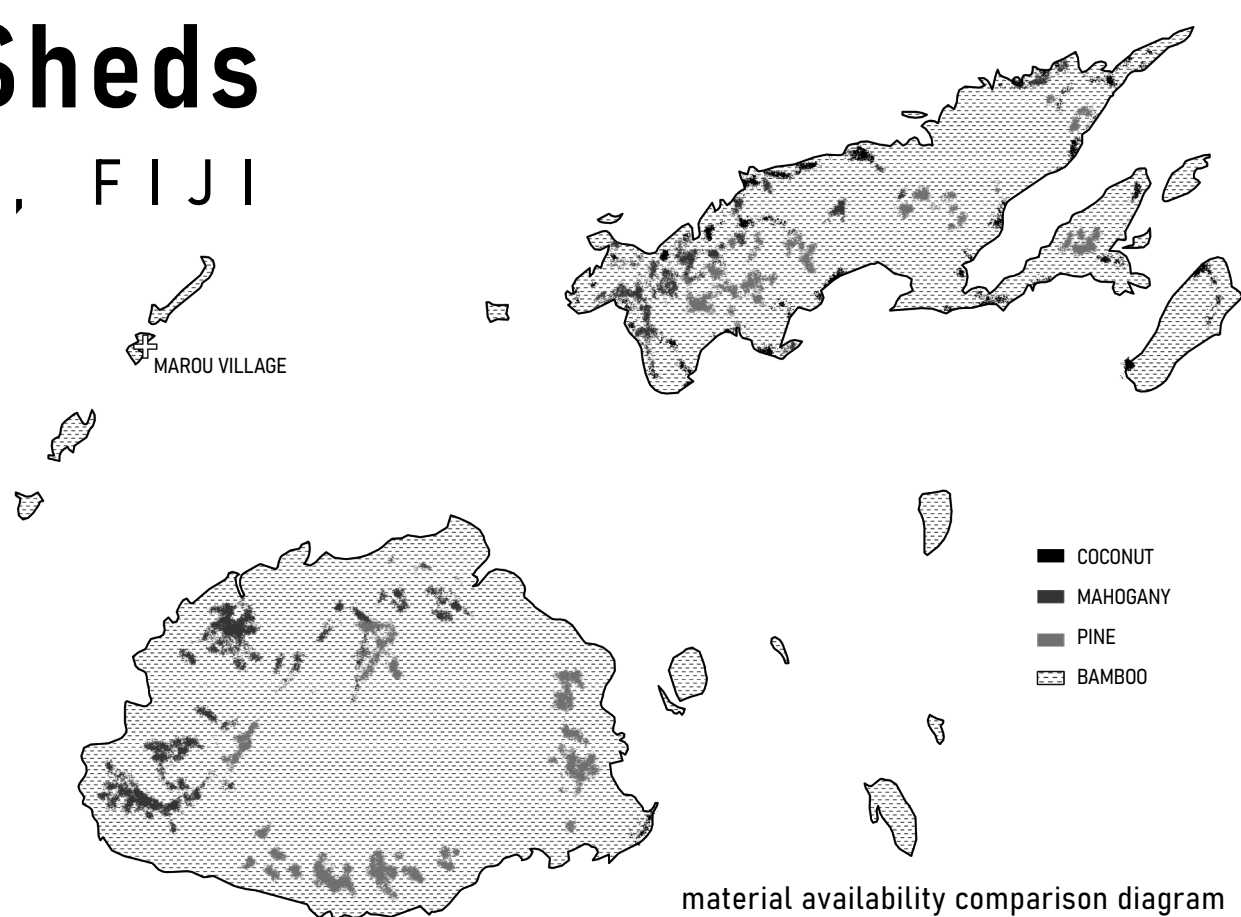 Sheds
, FIJI
MAROU VILLAGE
COCONUT
MAHOGANY
PINE
BAMBOO
material availability comparison diagram